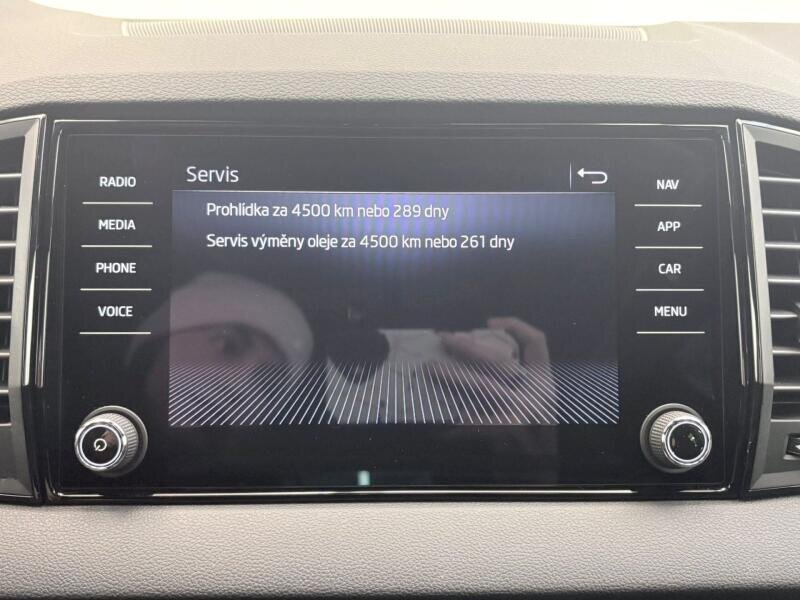 Servis
Prohlídka za 4500 km nebo 289 dny
Servis výměny oleje za 4500 km nebo 261 dny
RADIO
MEDIA
PHONE
VOICE
NAV
APP
CAR
MENU